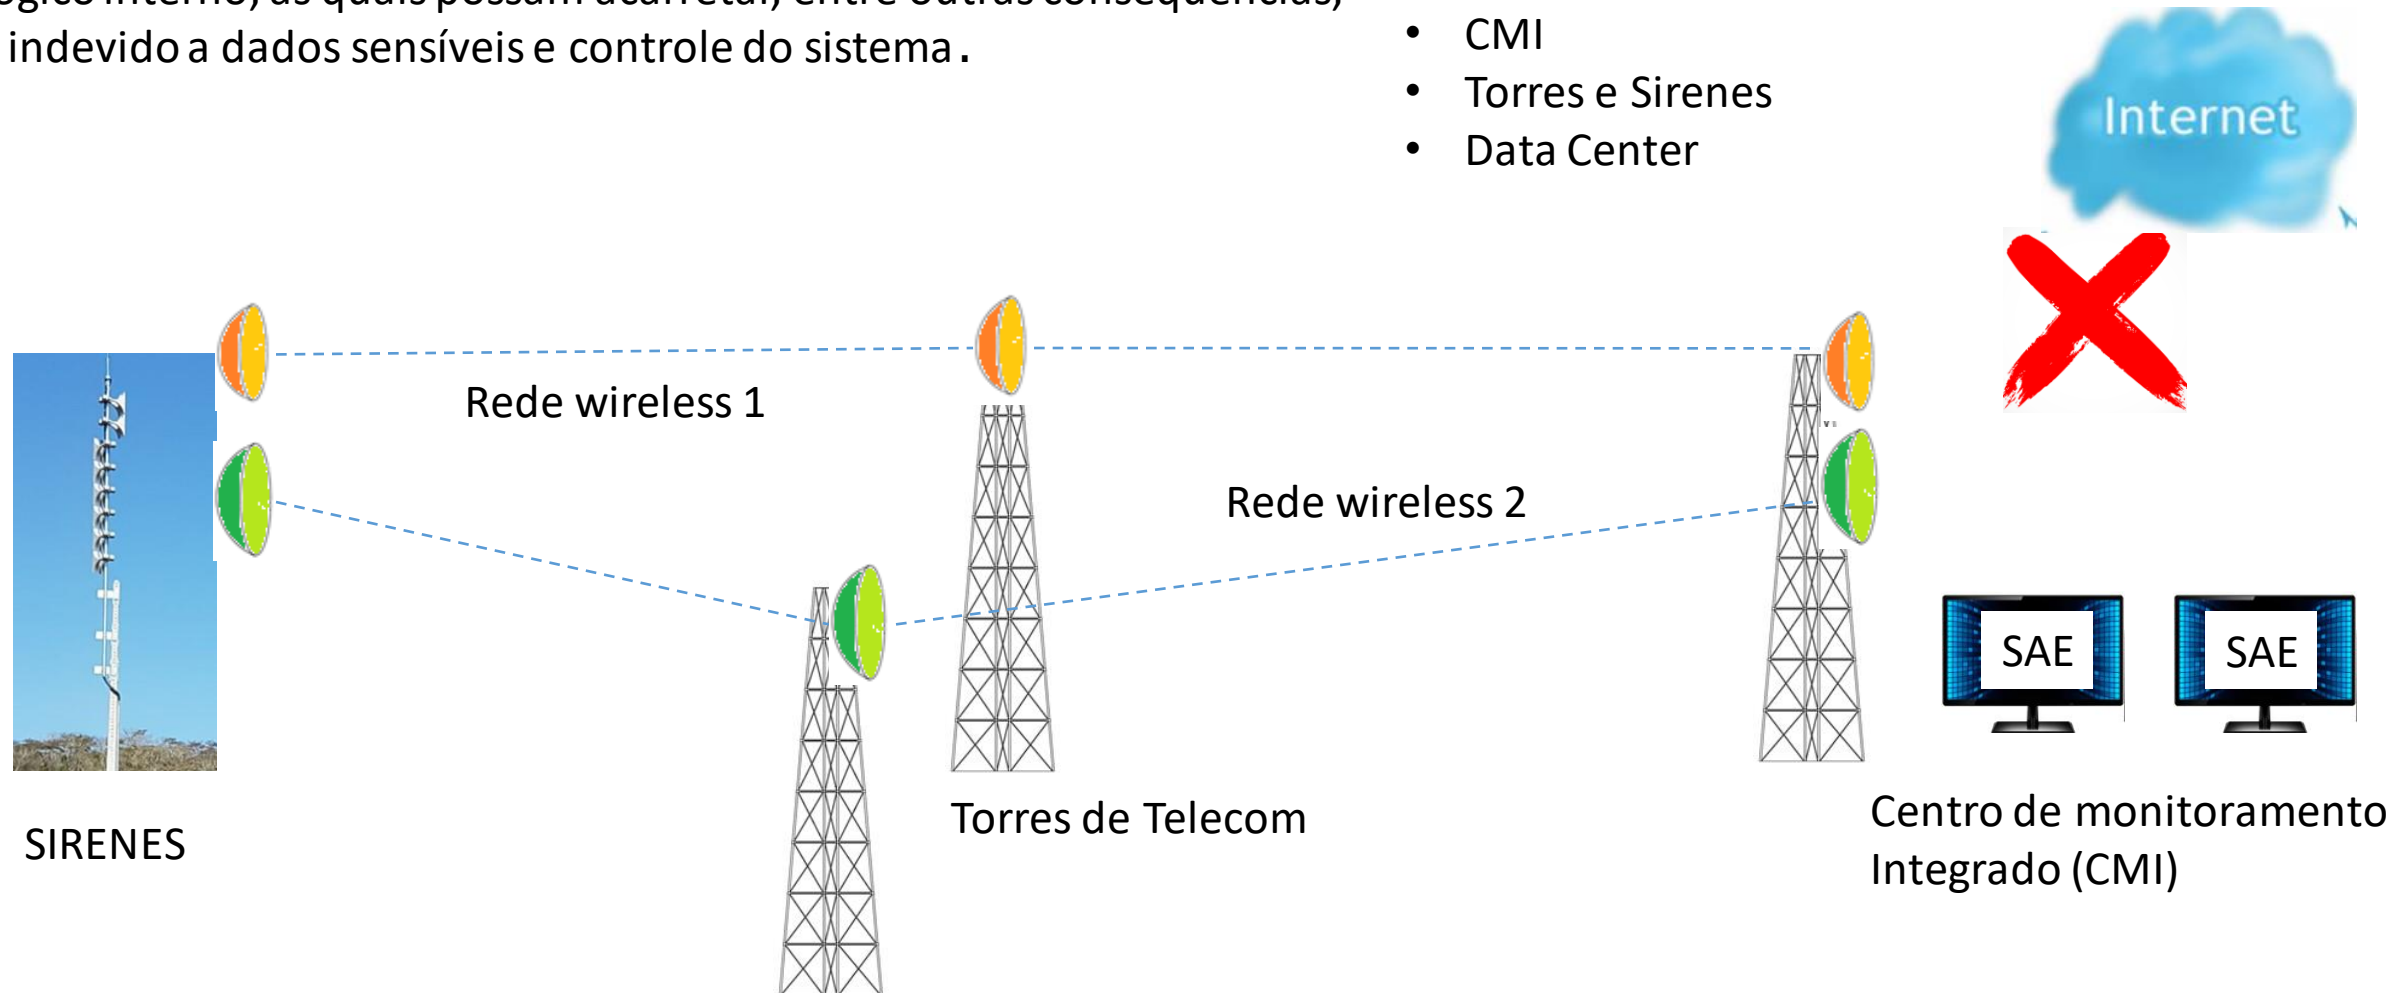 indevido a dados sensíveis e controle do sistema.
• CMI
• Torres e Sirenes
• Data Center
Internet
Rede wireless 1
Rede wireless 2
SAE
SAE
SIRENES
Torres de Telecom
Centro de monitoramento
Integrado (CMI)